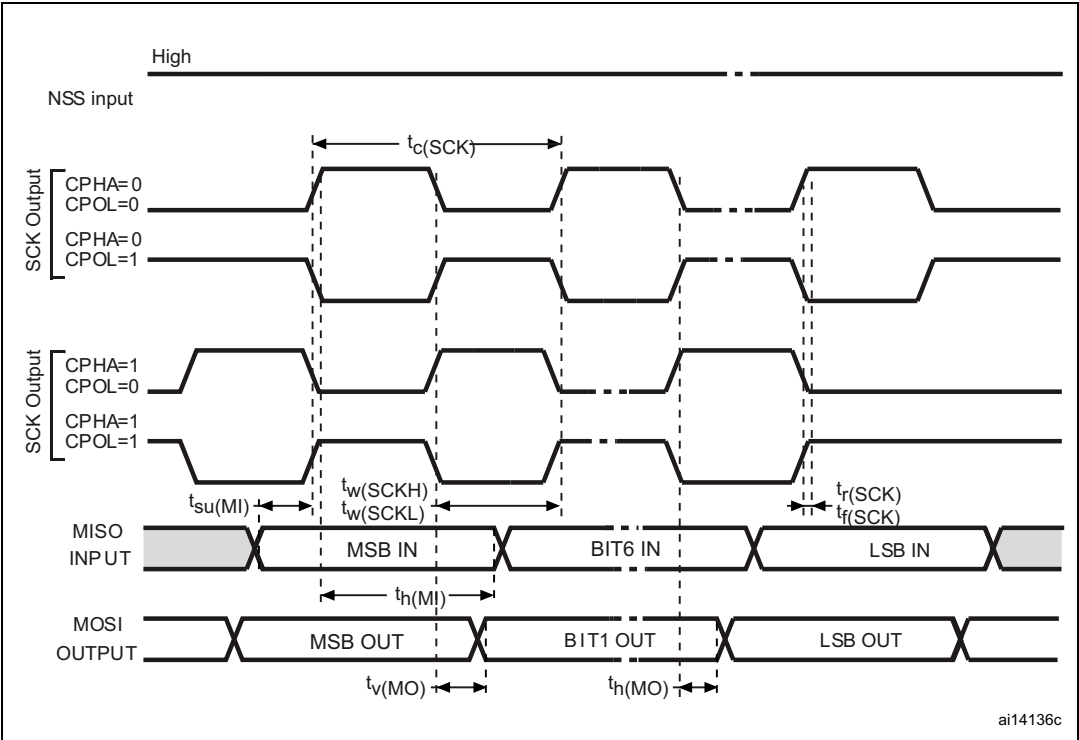 High
NSS input
tc(SCK)
SCK Output
CPHA=0
CPOL=0
CPHA=0
CPOL=1
SCK Output
CPHA=1
CPOL=0
CPHA=1
CPOL=1
tsu(MI)
tw(SCKH)
tw(SCKL)
tr(SCK)
tf(SCK)
MISO
INPUT
MSB IN
BIT6 IN
LSB IN
th(MI)
MOSI
OUTPUT
MSB OUT
BIT1 OUT
LSB OUT
tv(MO)
th(MO)
ai14136c